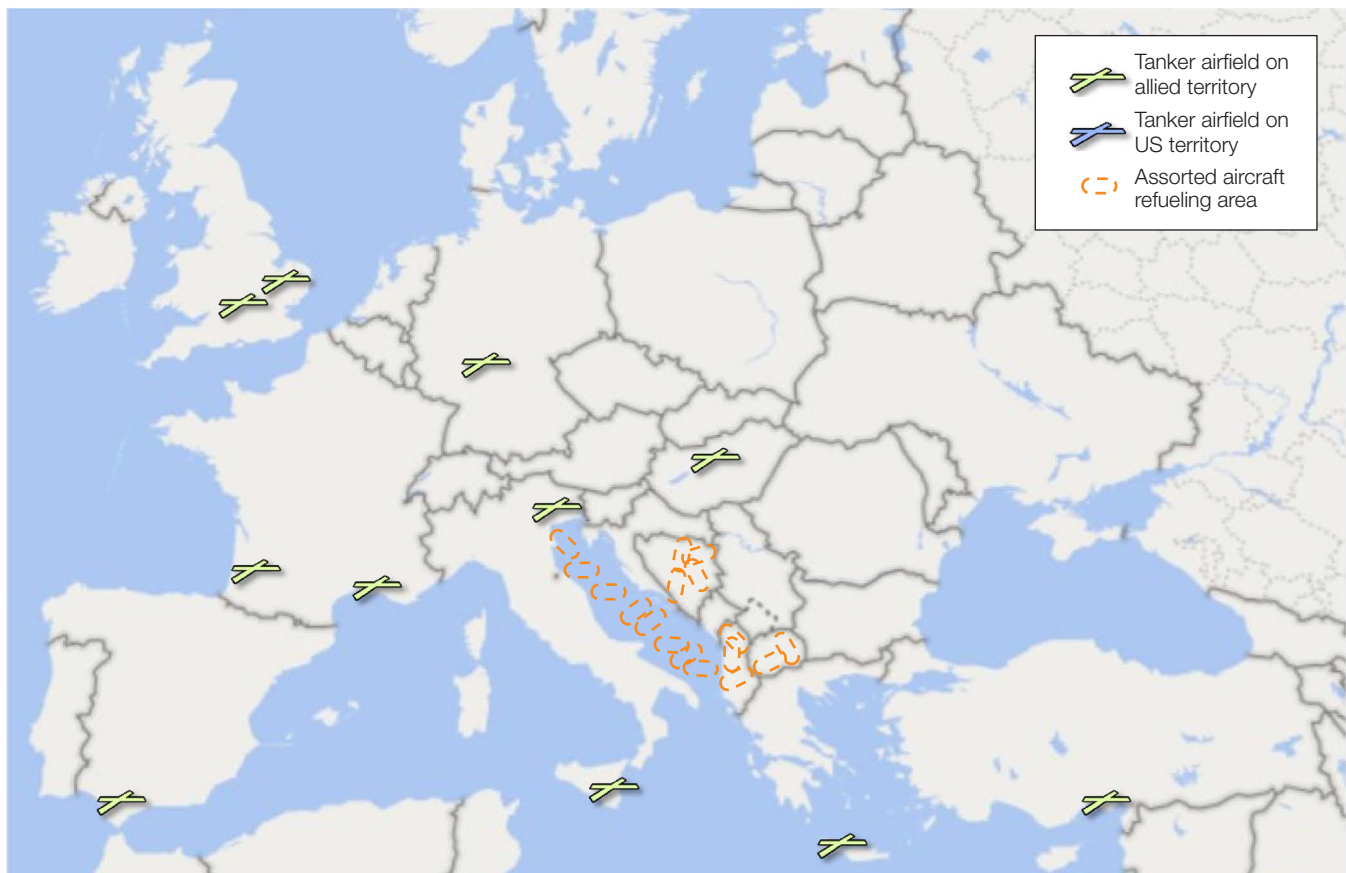 Tanker airfield on
allied territory
Tanker airfield on
US territory
Assorted aircraft
refueling area